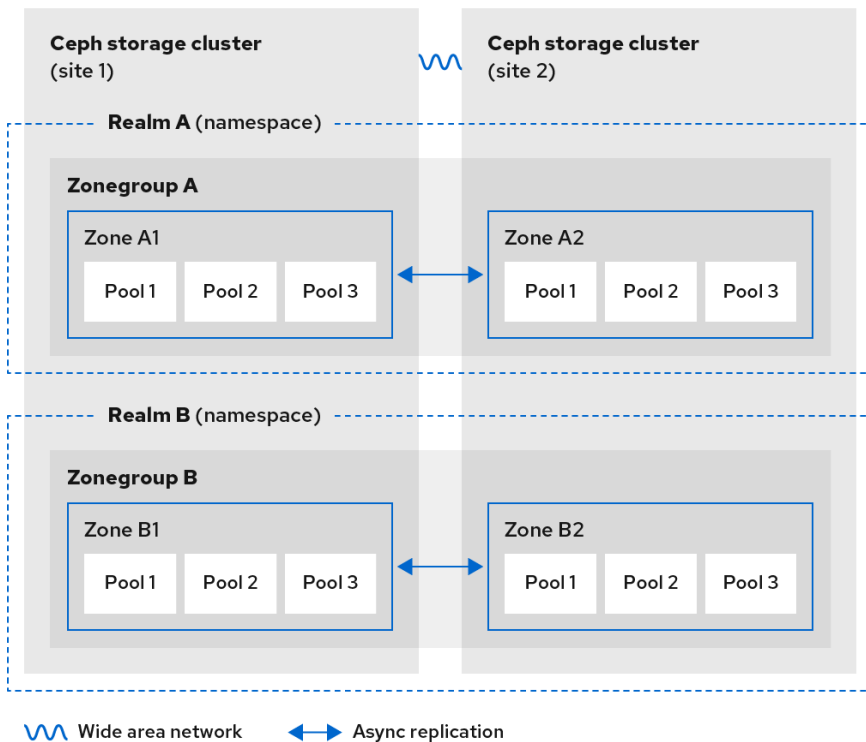 Ceph storage cluster
(site 1)
Ceph storage cluster
(site 2)
Realm A (namespace)
Zonegroup A
Zone A1
Pool 1
Pool 2
Pool 3
Zone A2
Pool 1
Pool 2
Pool 3
Realm B (namespace)
Zonegroup B
Zone B1
Pool 1
Pool 2
Pool 3
Zone B2
Pool 1
Pool 2
Pool 3
Wide area network
Async replication